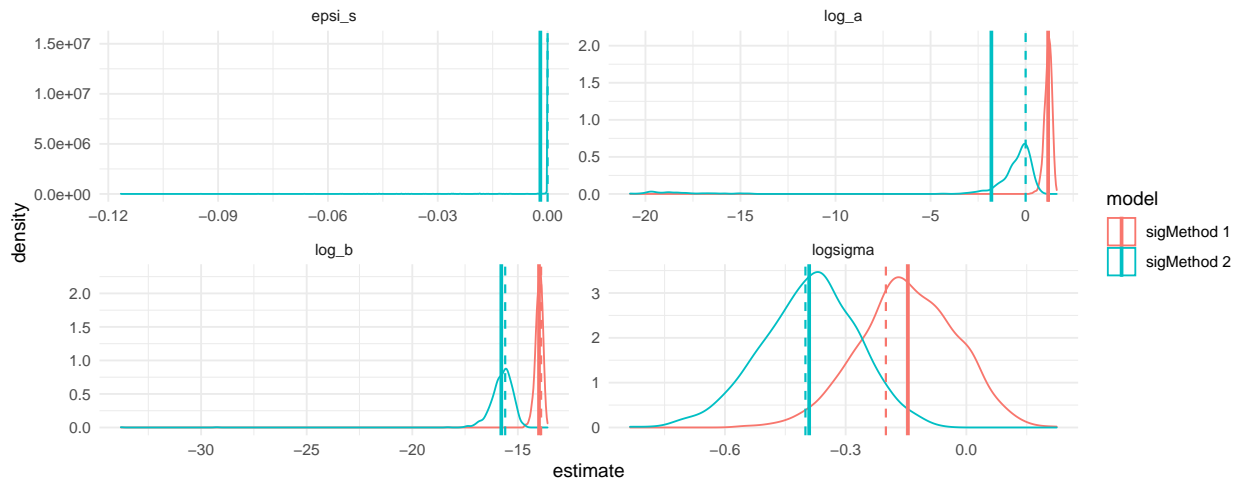 epsi_s
1.5e+07
1.0e+07
5.0e+06
0.0e+00
−0.12 −0.09 −0.06 −0.03 0.00
log_a
2.0
1.5
1.0
0.5
0.0
−20 −15 −10 −5 0
log_b
2.0
1.5
1.0
0.5
0.0
−30 −25 −20 −15
logsigma
3
2
1
0
−0.6 −0.3 0.0
density
estimate
model
sigMethod 1
sigMethod 2